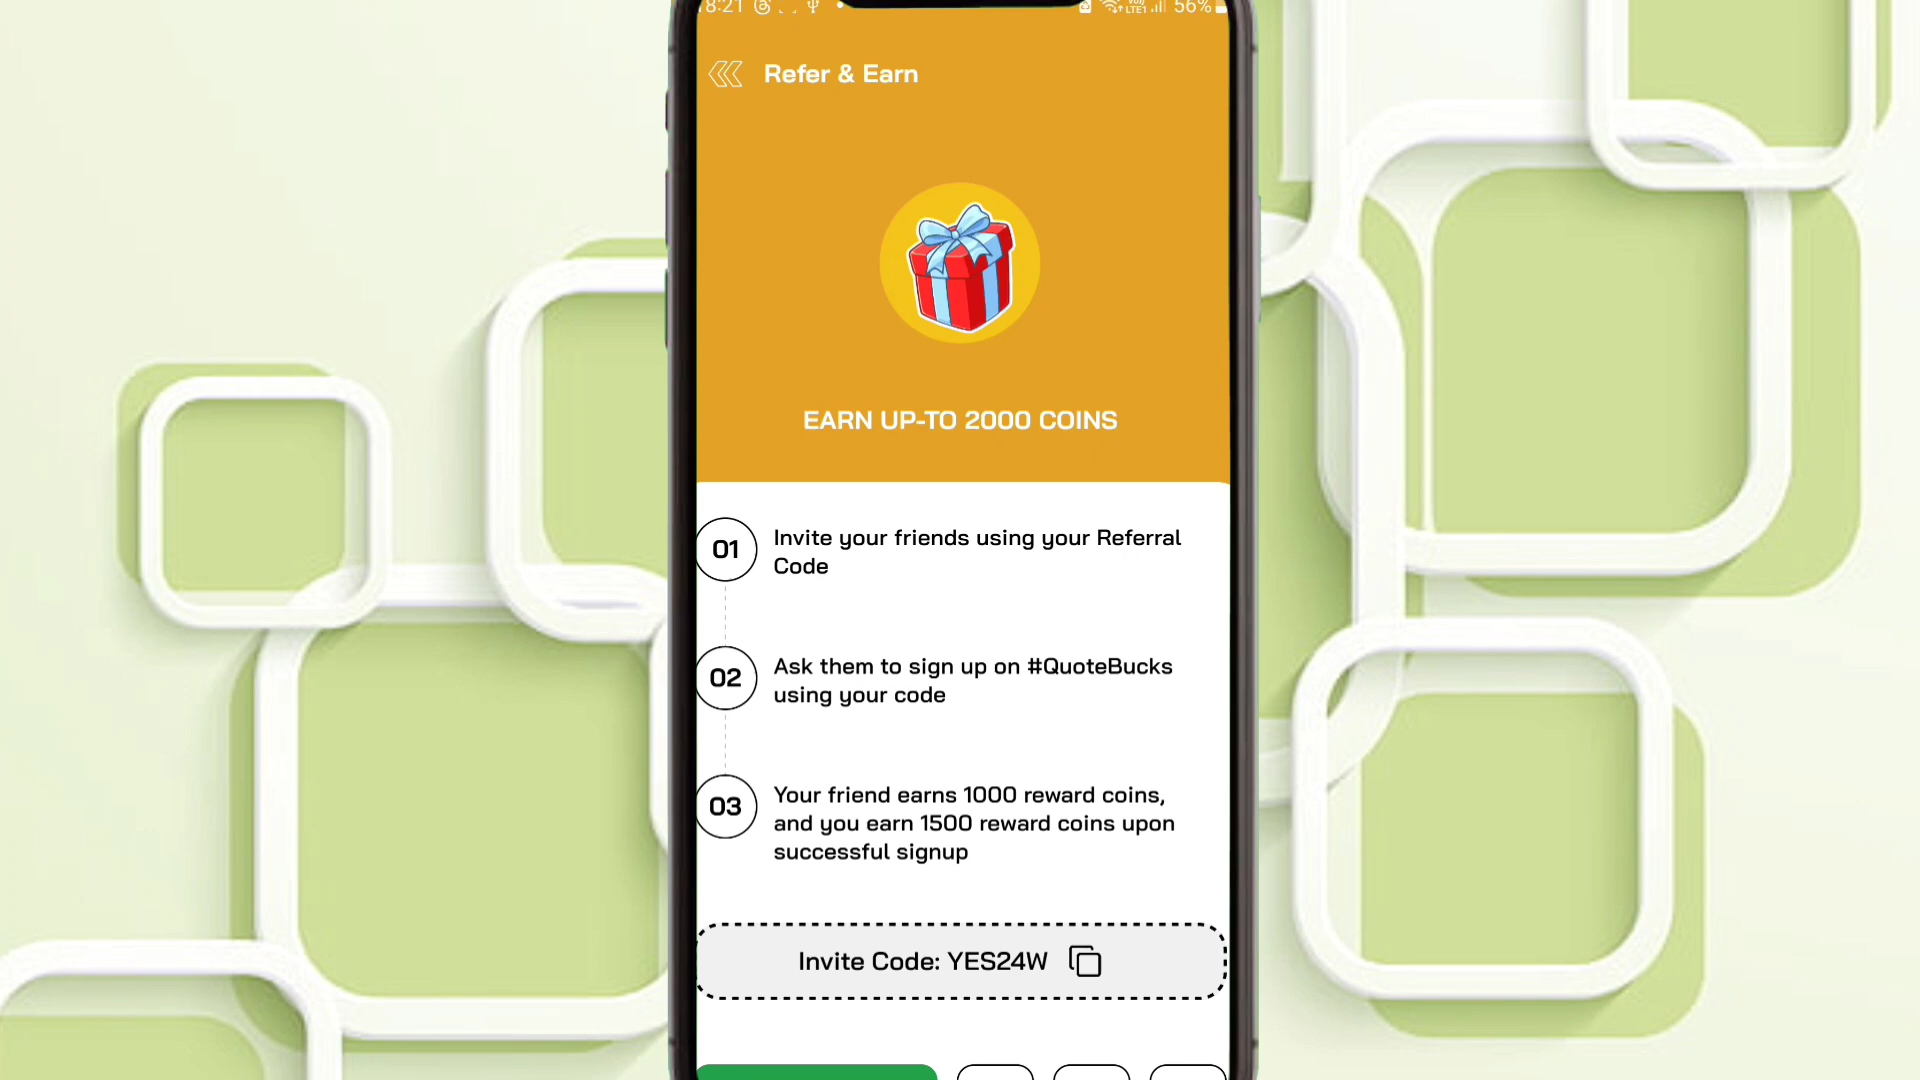 18:21 56%
Refer & Earn
EARN UP-TO 2000 COINS
01
Invite your friends using your Referral
Code
02
Ask them to sign up on #QuoteBucks
using your code
03
Your friend earns 1000 reward coins,
and you earn 1500 reward coins upon
successful signup
Invite Code: YES24W